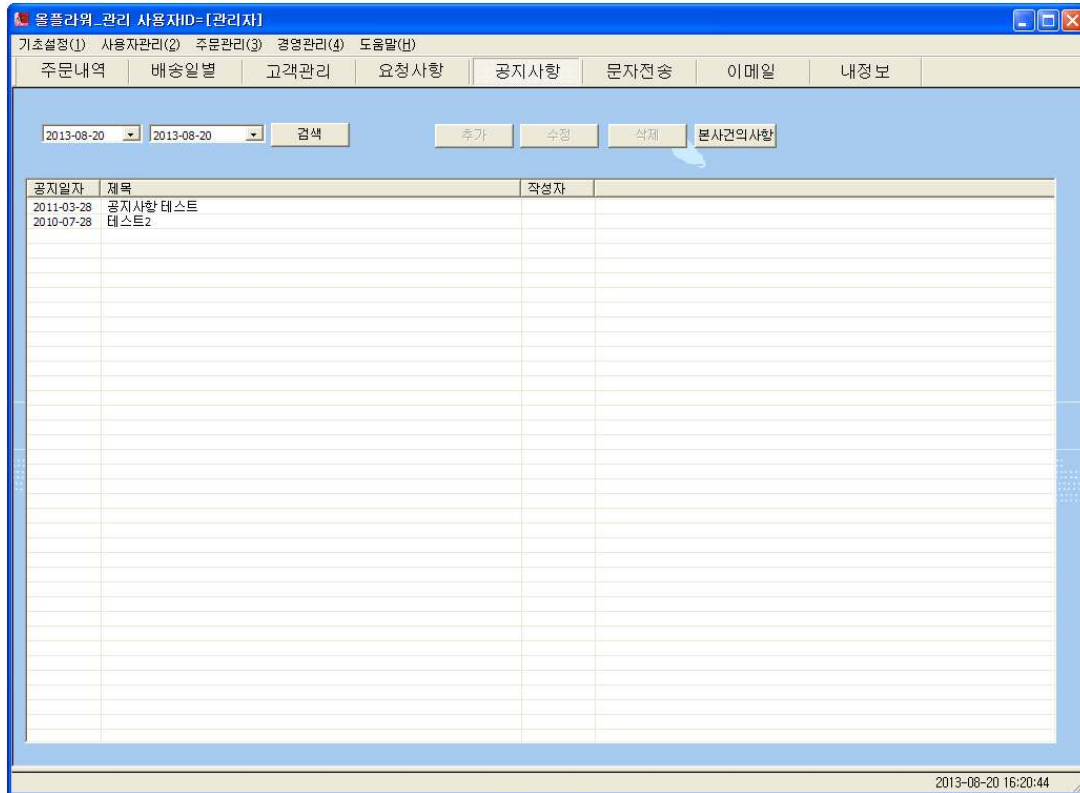 올플라워_관리 사용자ID=[관리자]
기초설정(1) 사용자관리(2) 주문관리(3) 경영관리(4) 도움말(H)
주문내역 배송일별 고객관리 요청사항 공지사항 문자전송 이메일 내정보
2013-08-20 2013-08-20 검색 추가 수정 삭제 본사건의사항
공지일자 제목 작성자
2011-03-28 공지사항 테스트
2010-07-28 테스트2
2013-08-20 16:20:44